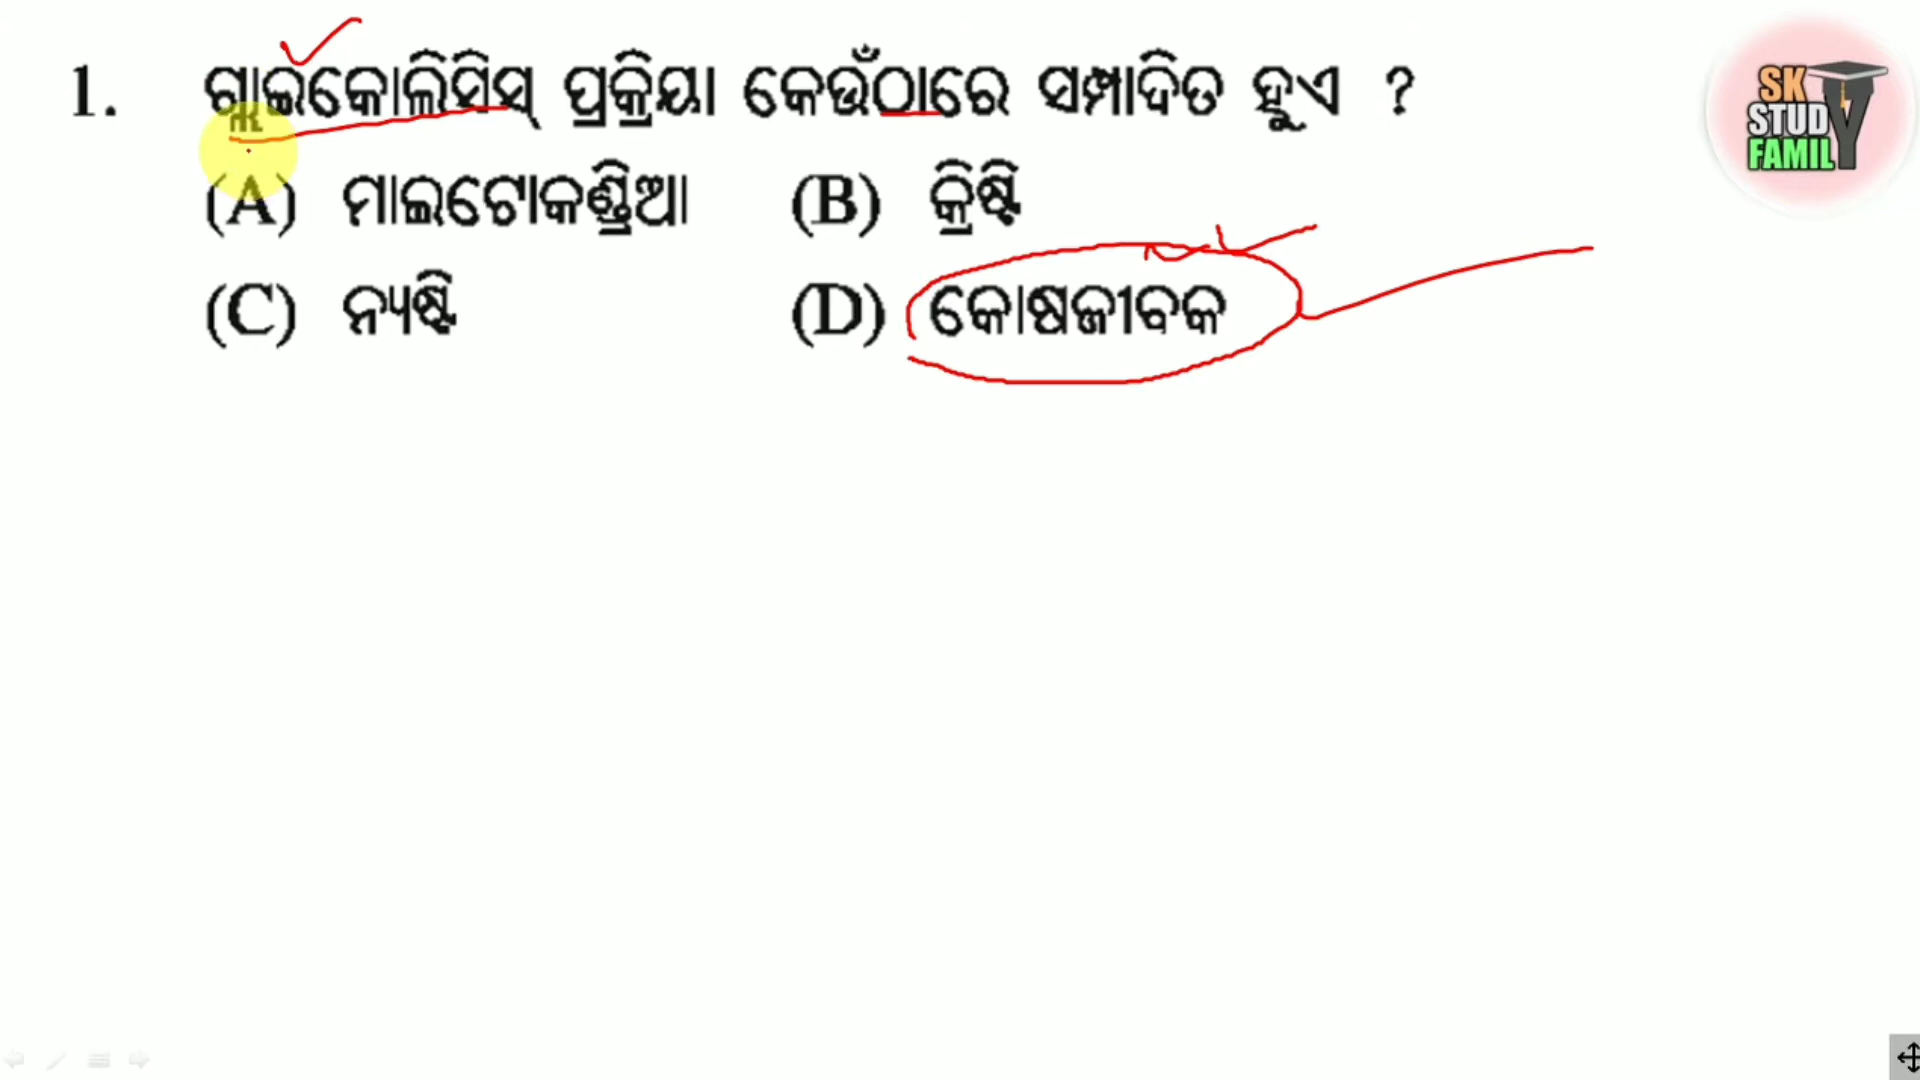 1. ଗ୍ଲାଇକୋଲିସିସ୍ ପ୍ରକ୍ରିୟା କେଉଁଠାରେ ସମ୍ପାଦିତ ହୁଏ ?
(A) ମାଇଟୋକଣ୍ଡ୍ରିଆ (B) କ୍ରିଷ୍ଟି
(C) ନ୍ୟଷ୍ଟି (D) କୋଷଜୀବକ
SK
STUDY
FAMILY